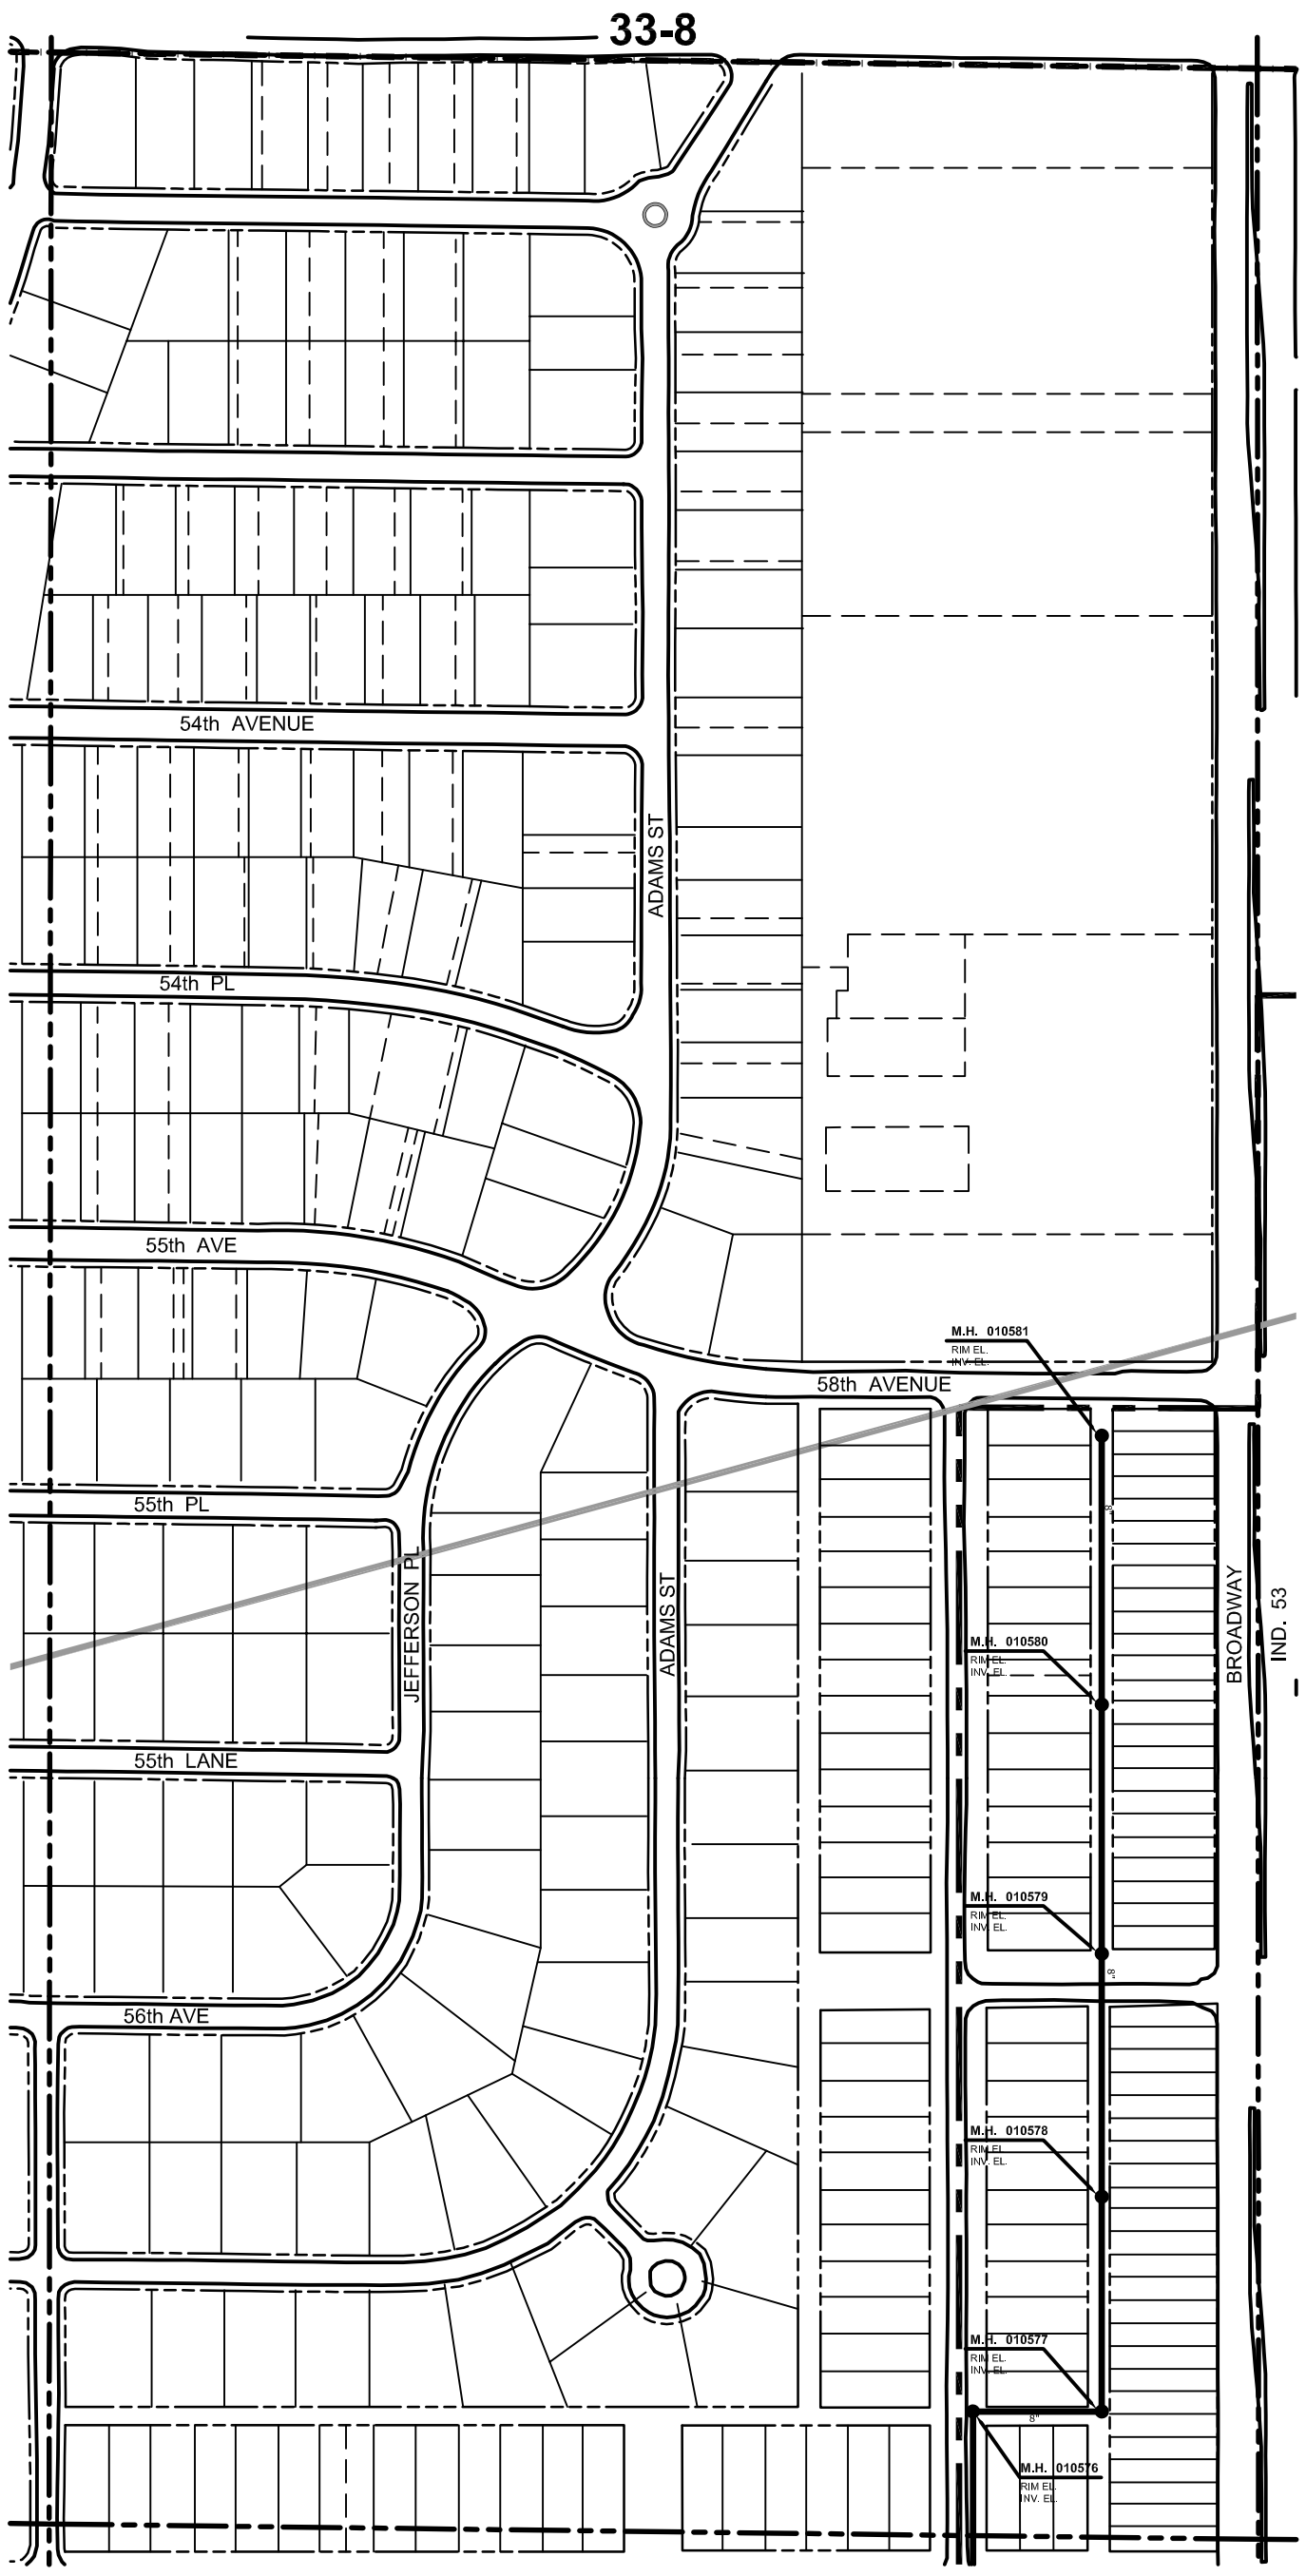 33-8
54th AVENUE
ADAMS ST
54th PL
55th AVE
M.H. 010581
RIM EL.
INV. EL.
58th AVENUE
55th PL
8"
JEFFERSON PL
ADAMS ST
BROADWAY
IND. 53
M.H. 010580
RIM EL.
INV. EL.
55th LANE
M.H. 010579
RIM EL.
INV. EL.
8"
56th AVE
M.H. 010578
RIM EL.
INV. EL.
M.H. 010577
RIM EL.
INV. EL.
8"
M.H. 010576
RIM EL.
INV. EL.